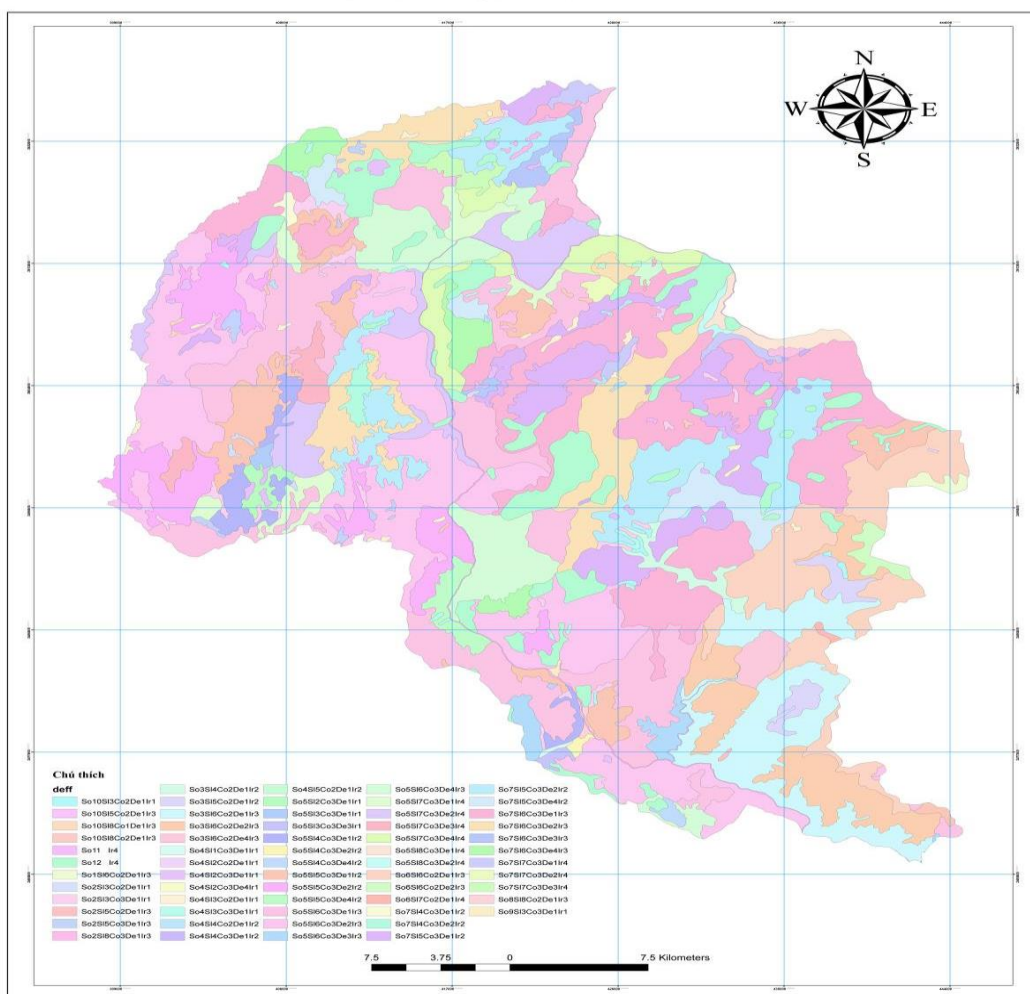 N
W
E
S
Chú thích
deff
So10Sl3Co2De1Ir1
So10Sl5Co2De1Ir3
So10Sl8Co1De1Ir3
So10Sl8Co2De1Ir3
So11 Ir4
So12 Ir4
So1Sl6Co2De1Ir3
So2Sl3Co2De1Ir1
So2Sl3Co3De1Ir1
So2Sl5Co2De1Ir3
So2Sl5Co3De1Ir3
So2Sl8Co3De1Ir3
So3Sl4Co2De1Ir2
So3Sl5Co2De1Ir2
So3Sl6Co2De1Ir3
So3Sl6Co2De2Ir3
So3Sl6Co2De4Ir3
So4Sl1Co3De1Ir1
So4Sl2Co2De1Ir1
So4Sl2Co3De1Ir1
So4Sl2Co3De4Ir1
So4Sl3Co2De1Ir1
So4Sl3Co3De1Ir1
So4Sl4Co2De1Ir2
So4Sl4Co3De1Ir2
So4Sl5Co2De1Ir2
So5Sl2Co3De1Ir1
So5Sl3Co3De1Ir1
So5Sl3Co3De3Ir1
So5Sl4Co3De1Ir2
So5Sl4Co3De2Ir2
So5Sl4Co3De4Ir2
So5Sl5Co3De1Ir2
So5Sl5Co3De2Ir2
So5Sl5Co3De4Ir2
So5Sl6Co3De1Ir3
So5Sl6Co3De2Ir3
So5Sl6Co3De3Ir3
So5Sl6Co3De4Ir3
So5Sl7Co3De1Ir4
So5Sl7Co3De2Ir4
So5Sl7Co3De3Ir4
So5Sl7Co3De4Ir4
So5Sl8Co3De1Ir4
So5Sl8Co3De2Ir4
So6Sl6Co2De1Ir3
So6Sl6Co2De2Ir3
So6Sl7Co2De1Ir4
So7Sl4Co3De1Ir2
So7Sl4Co3De2Ir2
So7Sl5Co3De1Ir2
So7Sl5Co3De2Ir2
So7Sl5Co3De4Ir2
So7Sl6Co3De1Ir3
So7Sl6Co3De2Ir3
So7Sl6Co3De3Ir3
So7Sl6Co3De4Ir3
So7Sl7Co3De1Ir4
So7Sl7Co3De2Ir4
So7Sl7Co3De3Ir4
So8Sl8Co3De1Ir3
So9Sl3Co3De1Ir1
7.5 3.75 0 7.5 Kilometers